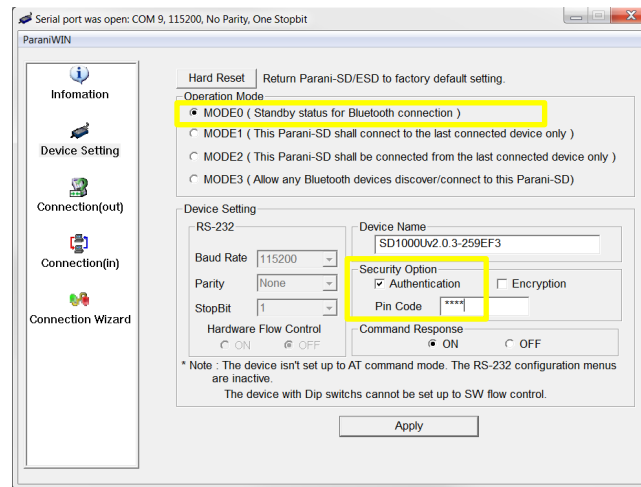 Serial port was open: COM 9, 115200, No Parity, One Stopbit
ParaniWIN
Infomation
Device Setting
Connection(out)
Connection(in)
Connection Wizard
Hard Reset Return Parani-SD/ESD to factory default setting.
Operation Mode
MODE0 ( Standby status for Bluetooth connection )
MODE1 ( This Parani-SD shall connect to the last connected device only )
MODE2 ( This Parani-SD shall be connected from the last connected device only )
MODE3 ( Allow any Bluetooth devices discover/connect to this Parani-SD)
Device Setting
RS-232
Baud Rate 115200
Parity None
StopBit 1
Hardware Flow Control
ON OFF
Device Name
SD1000Uv2.0.3-259EF3
Security Option
Authentication Encryption
Pin Code ****
Command Response
ON OFF
* Note : The device isn't set up to AT command mode. The RS-232 configuration menus
are inactive.
The device with Dip switchs cannot be set up to SW flow control.
Apply